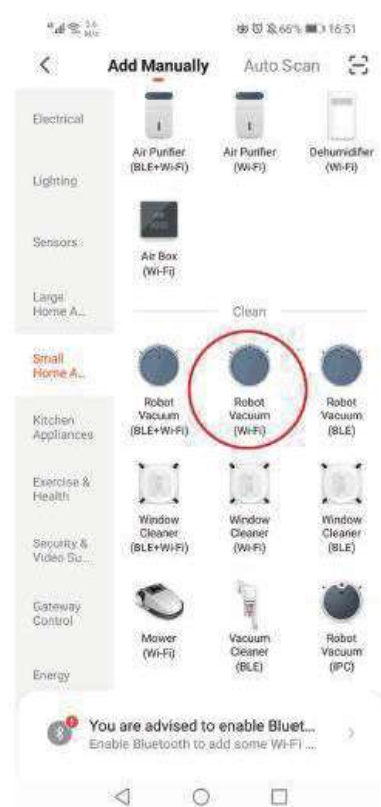 16:51
Add Manually Auto Scan
Electrical
Lighting
Sensors
Large
Home A...
Small
Home A...
Kitchen
Appliances
Exercise &
Health
Security &
Video Su...
Gateway
Control
Energy
Air Purifier
(BLE+Wi-Fi)
Air Purifier
(Wi-Fi)
Dehumidifier
(Wi-Fi)
Air Box
(Wi-Fi)
Clean
Robot
Vacuum
(BLE+Wi-Fi)
Robot
Vacuum
(Wi-Fi)
Robot
Vacuum
(BLE)
Window
Cleaner
(BLE+Wi-Fi)
Window
Cleaner
(Wi-Fi)
Window
Cleaner
(BLE)
Mower
(Wi-Fi)
Vacuum
Cleaner
(BLE)
Robot
Vacuum
(IPC)
You are advised to enable Bluet...
Enable Bluetooth to add some Wi-Fi ...